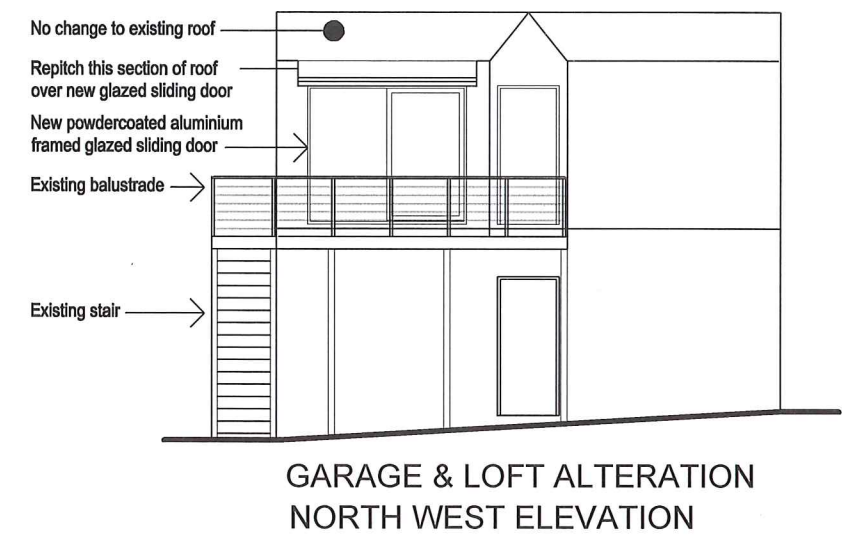 No change to existing roof
Repitch this section of roof
over new glazed sliding door
New powdercoated aluminium
framed glazed sliding door
Existing balustrade
Existing stair
GARAGE & LOFT ALTERATION
NORTH WEST ELEVATION